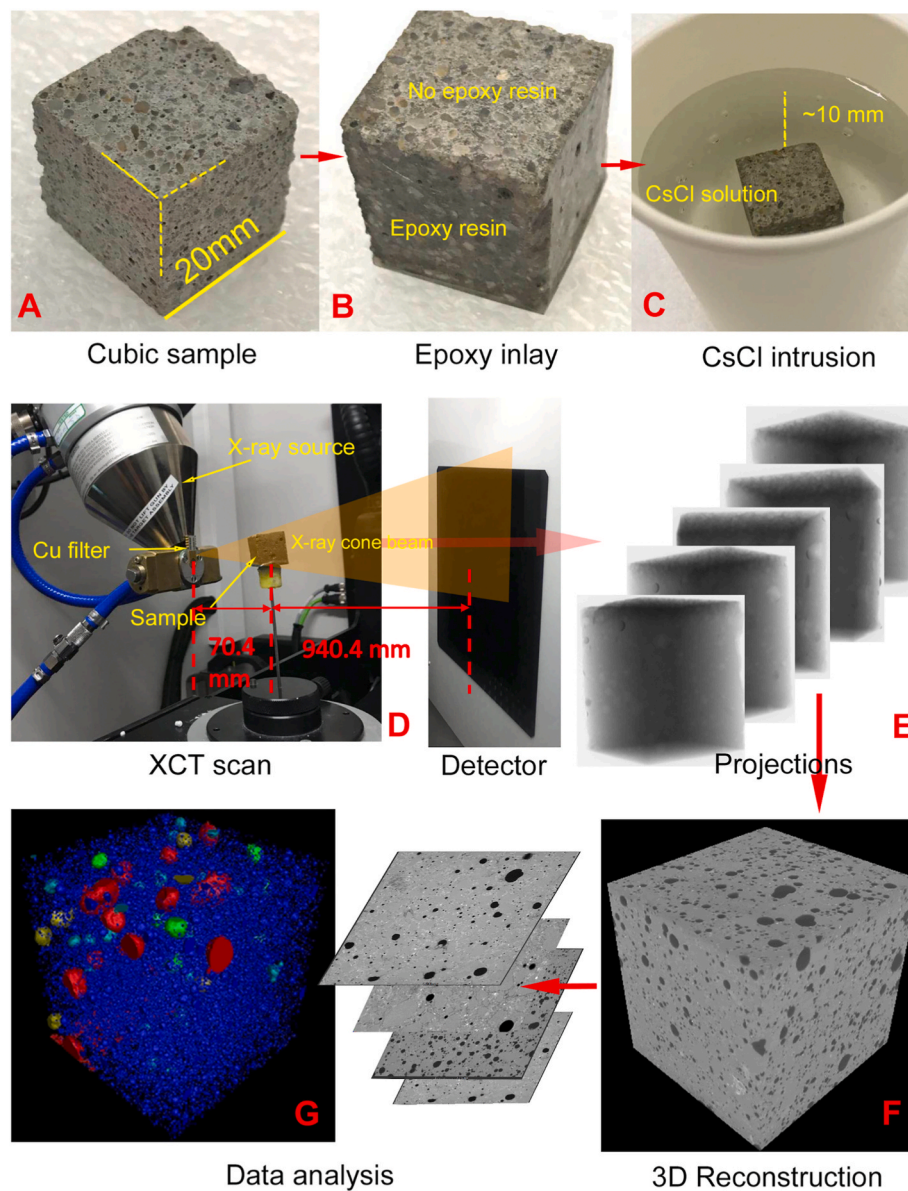 No epoxy resin
~10 mm
CsCl solution
Epoxy resin
20mm
A
B
C
Cubic sample
Epoxy inlay
CsCl intrusion
X-ray source
Cu filter
X-ray cone beam
Sample
70.4
mm
940.4 mm
D
E
XCT scan
Detector
Projections
G
F
Data analysis
3D Reconstruction